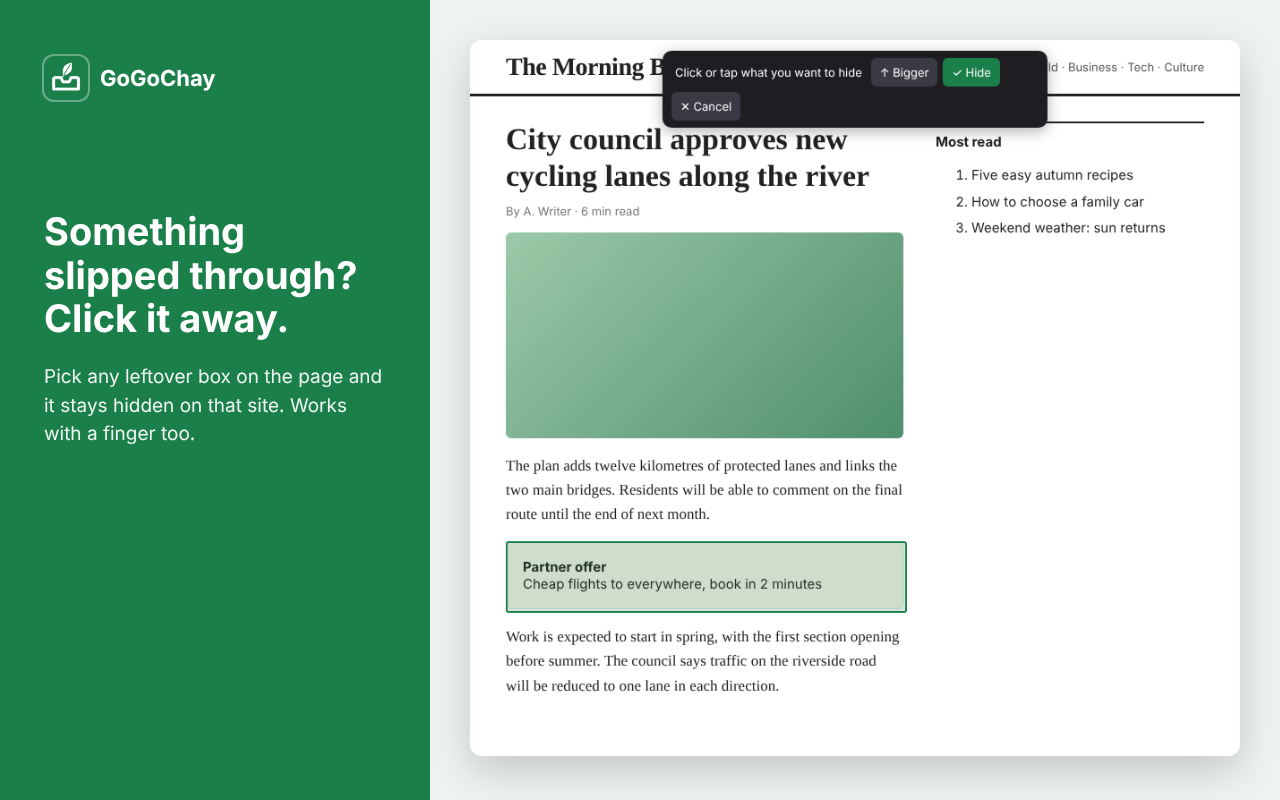 GoGoChay
Something
slipped through?
Click it away.
Pick any leftover box on the page and
it stays hidden on that site. Works
with a finger too.
The Morning
Click or tap what you want to hide
↑ Bigger
✓ Hide
✕ Cancel
· Business · Tech · Culture
City council approves new
cycling lanes along the river
By A. Writer · 6 min read
The plan adds twelve kilometres of protected lanes and links the
two main bridges. Residents will be able to comment on the final
route until the end of next month.
Partner offer
Cheap flights to everywhere, book in 2 minutes
Work is expected to start in spring, with the first section opening
before summer. The council says traffic on the riverside road
will be reduced to one lane in each direction.
Most read
1. Five easy autumn recipes
2. How to choose a family car
3. Weekend weather: sun returns